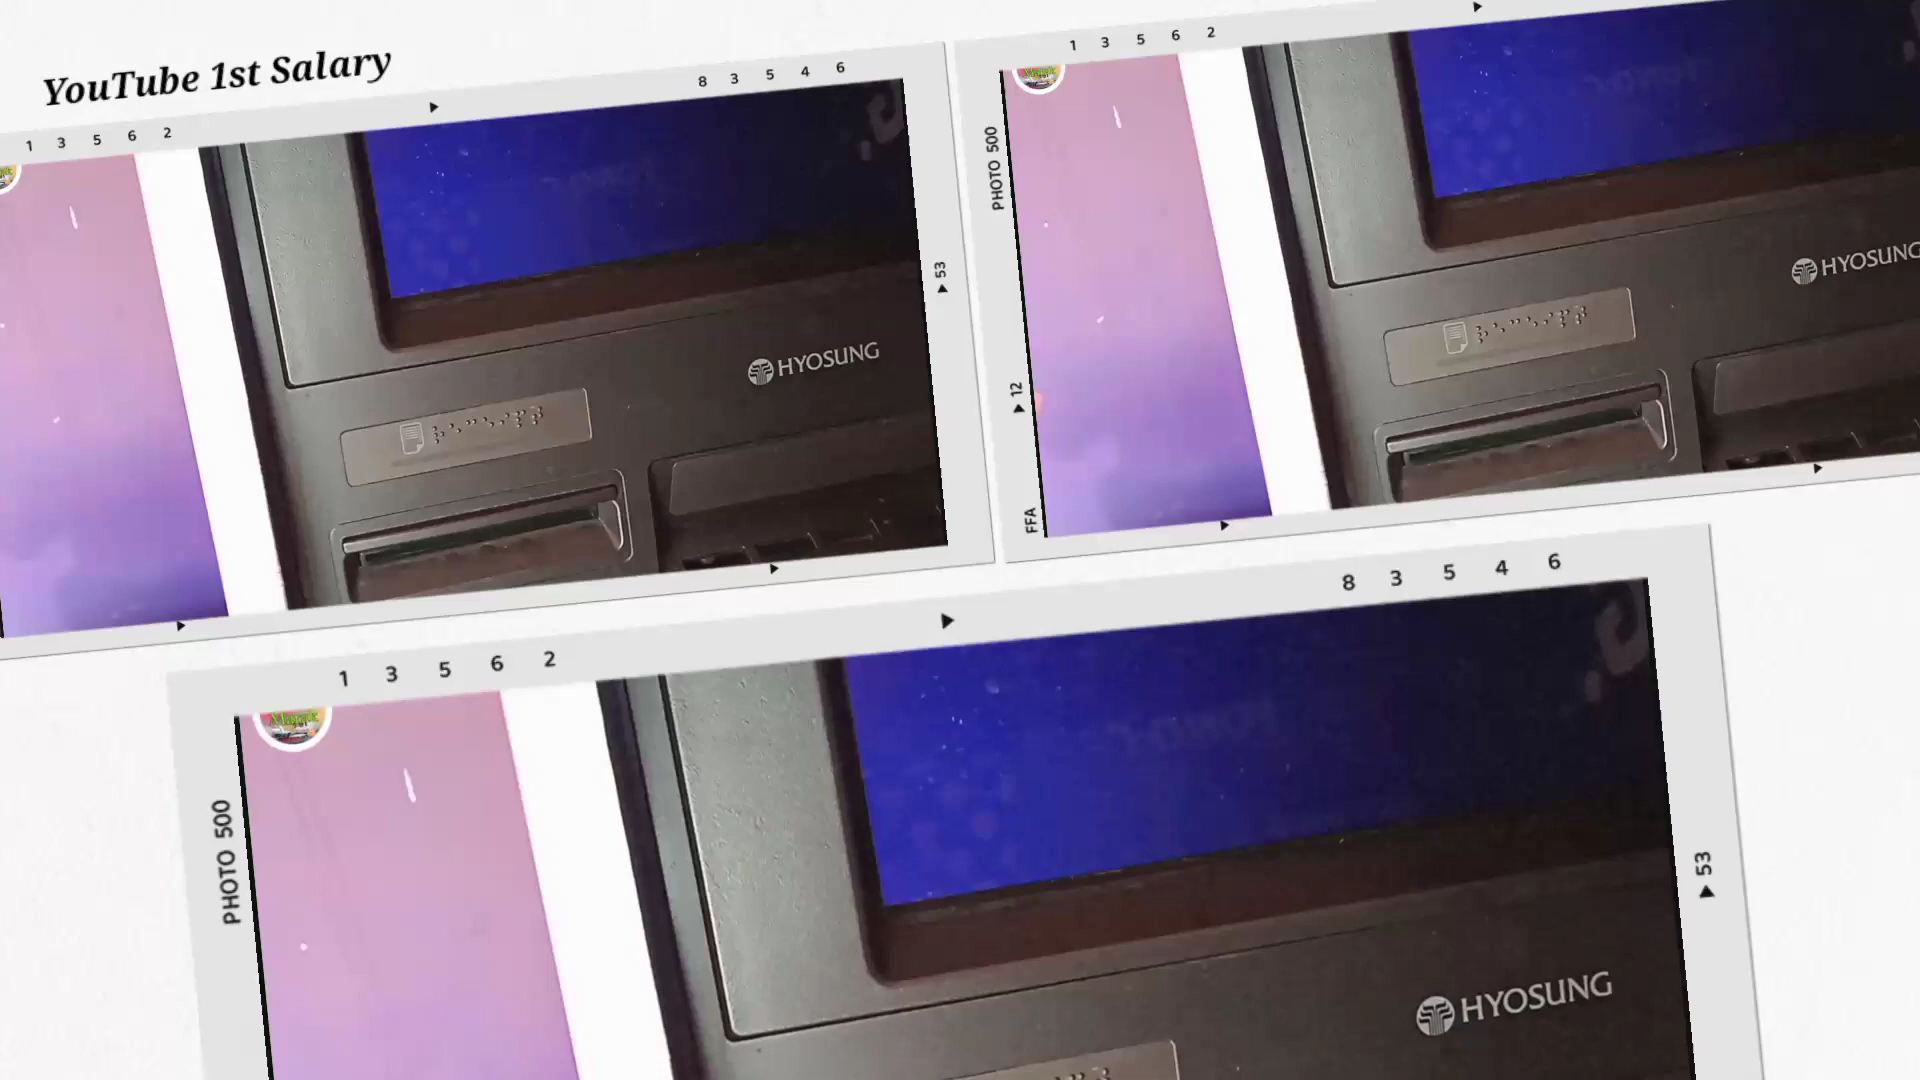 YouTube 1st Salary
1 3 5 6 2
8 3 5 4 6
53
HYOSUNG
1 3 5 6 2
PHOTO 500
12
FFA
HYOSUNG
1 3 5 6 2
8 3 5 4 6
PHOTO 500
53
HYOSUNG